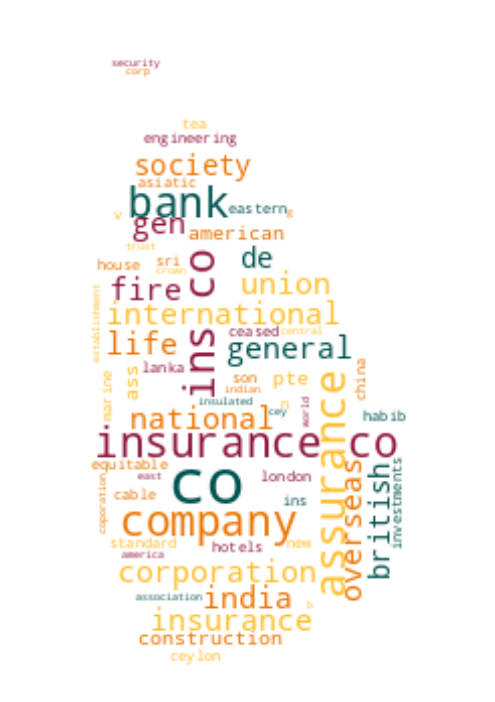 security
corp
tea
engineering
society
asiatic
bank
eastern
g
v
gen
american
trust
house
sri
crown
de
fire
ins co
union
establishment
international
life
ceased
central
general
lanka
ass
marine
son
pte
indian
china
insulated
cey
p
world
national
habib
insurance co
assurance
equitable
east
co
london
overseas
british
investments
coporation
cable
ins
company
standard
hotels
new
america
corporation
association
india
b
insurance
construction
ceylon